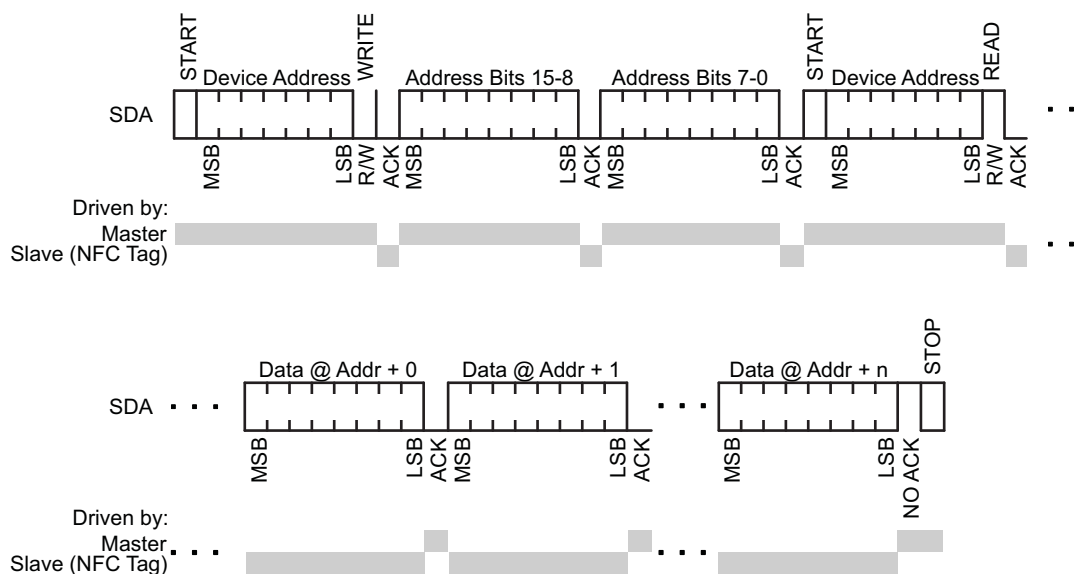 START
WRITE
START
READ
Device Address
Address Bits 15-8
Address Bits 7-0
Device Address
SDA
MSB
LSB
R/W
ACK
MSB
LSB
ACK
MSB
LSB
ACK
MSB
LSB
R/W
ACK
Driven by:
Master
Slave (NFC Tag)
STOP
Data @ Addr + 0
Data @ Addr + 1
Data @ Addr + n
SDA
MSB
LSB
ACK
MSB
LSB
ACK
MSB
LSB
NO ACK
Driven by:
Master
Slave (NFC Tag)